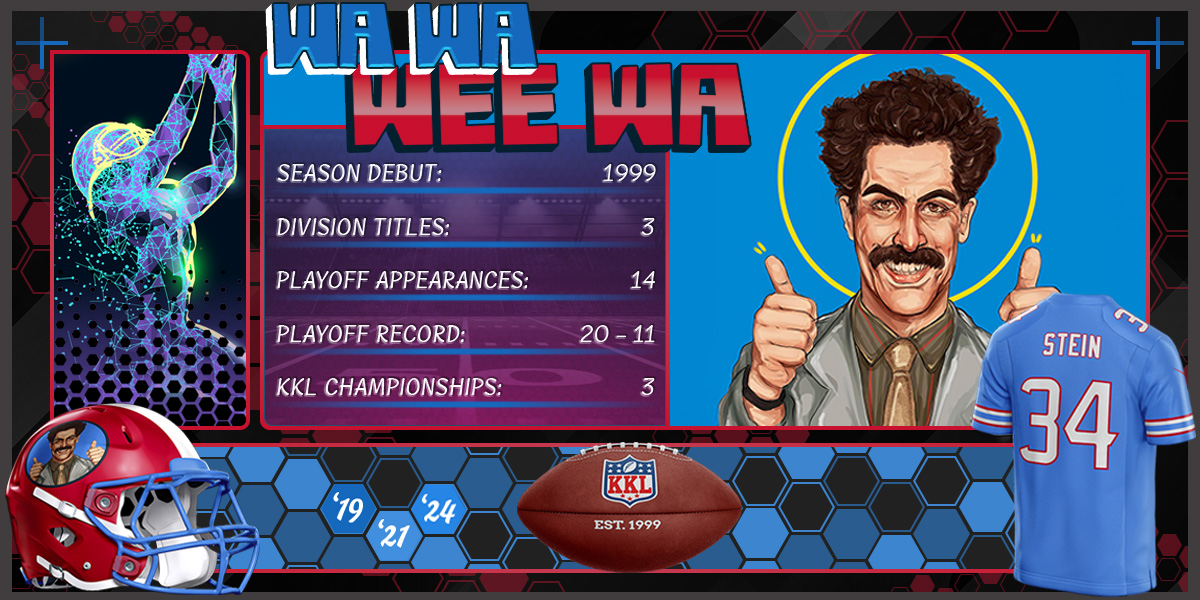 WA WA
WEE WA
SEASON DEBUT: 1999
DIVISION TITLES: 3
PLAYOFF APPEARANCES: 14
PLAYOFF RECORD: 20 – 11
KKL CHAMPIONSHIPS: 3
3
STEIN
34
'19
'21
'24
KKL
EST. 1999